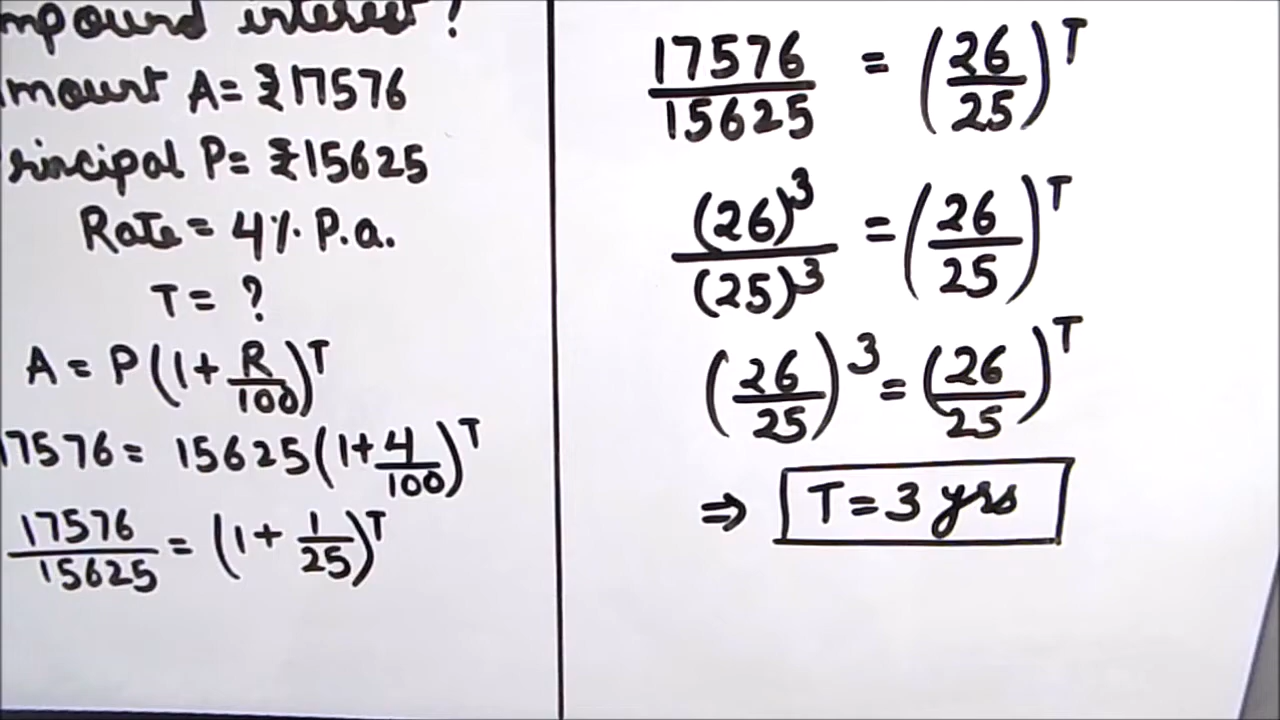 mpound interest?
mount A = ₹17576
rincipal P = ₹15625
Rate = 4% P.a.
T = ?
A = P(1 + R/100)^T
17576 = 15625(1 + 4/100)^T
17576/15625 = (1 + 1/25)^T
17576/15625 = (26/25)^T
(26)^3/(25)^3 = (26/25)^T
(26/25)^3 = (26/25)^T
⇒ T = 3 yrs